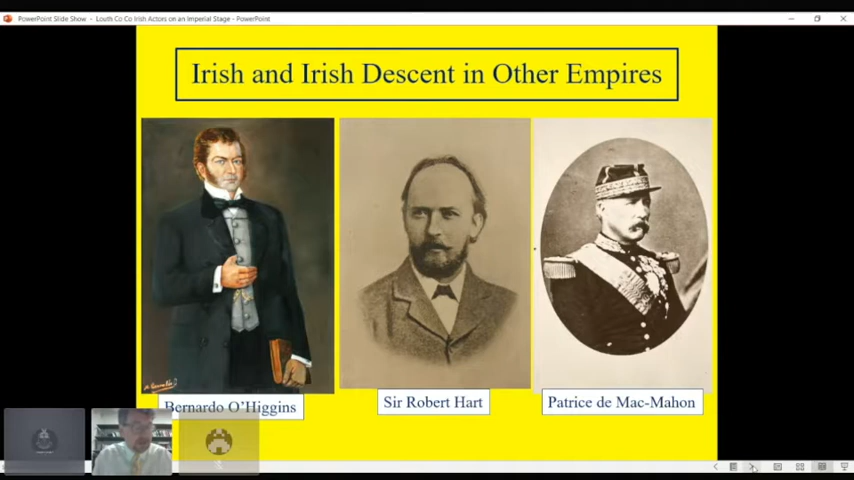 PowerPoint Slide Show - Louth Co Co Irish Actors on an Imperial Stage - PowerPoint
Irish and Irish Descent in Other Empires
Bernardo O'Higgins
Sir Robert Hart
Patrice de Mac-Mahon